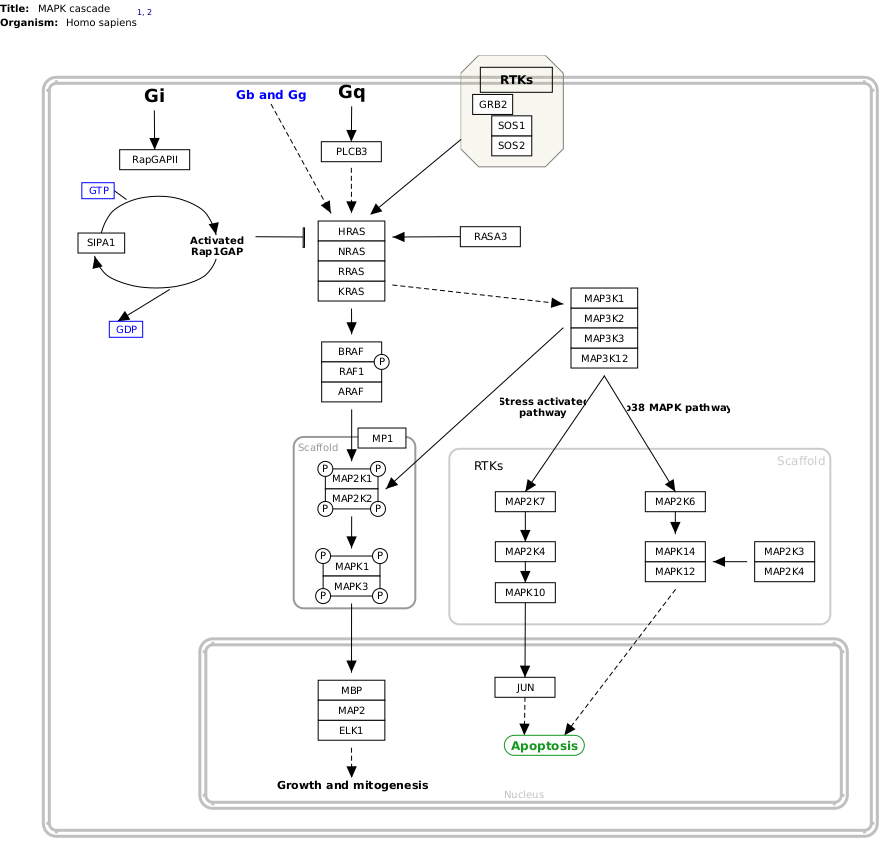 Title: MAPK cascade 1, 2
Organism: Homo sapiens
RTKs
GRB2
SOS1
SOS2
Gi
Gb and Gg
Gq
RapGAPII
PLCB3
GTP
SIPA1
Activated
Rap1GAP
GDP
HRAS
NRAS
RRAS
KRAS
RASA3
MAP3K1
MAP3K2
MAP3K3
MAP3K12
BRAF
RAF1
ARAF
P
Stress activated
pathway
p38 MAPK pathway
Scaffold
MP1
P
P
MAP2K1
MAP2K2
P
P
P
P
MAPK1
MAPK3
P
P
RTKs
Scaffold
MAP2K7
MAP2K4
MAPK10
MAP2K6
MAPK14
MAPK12
MAP2K3
MAP2K4
MBP
MAP2
ELK1
Growth and mitogenesis
JUN
Apoptosis
Nucleus